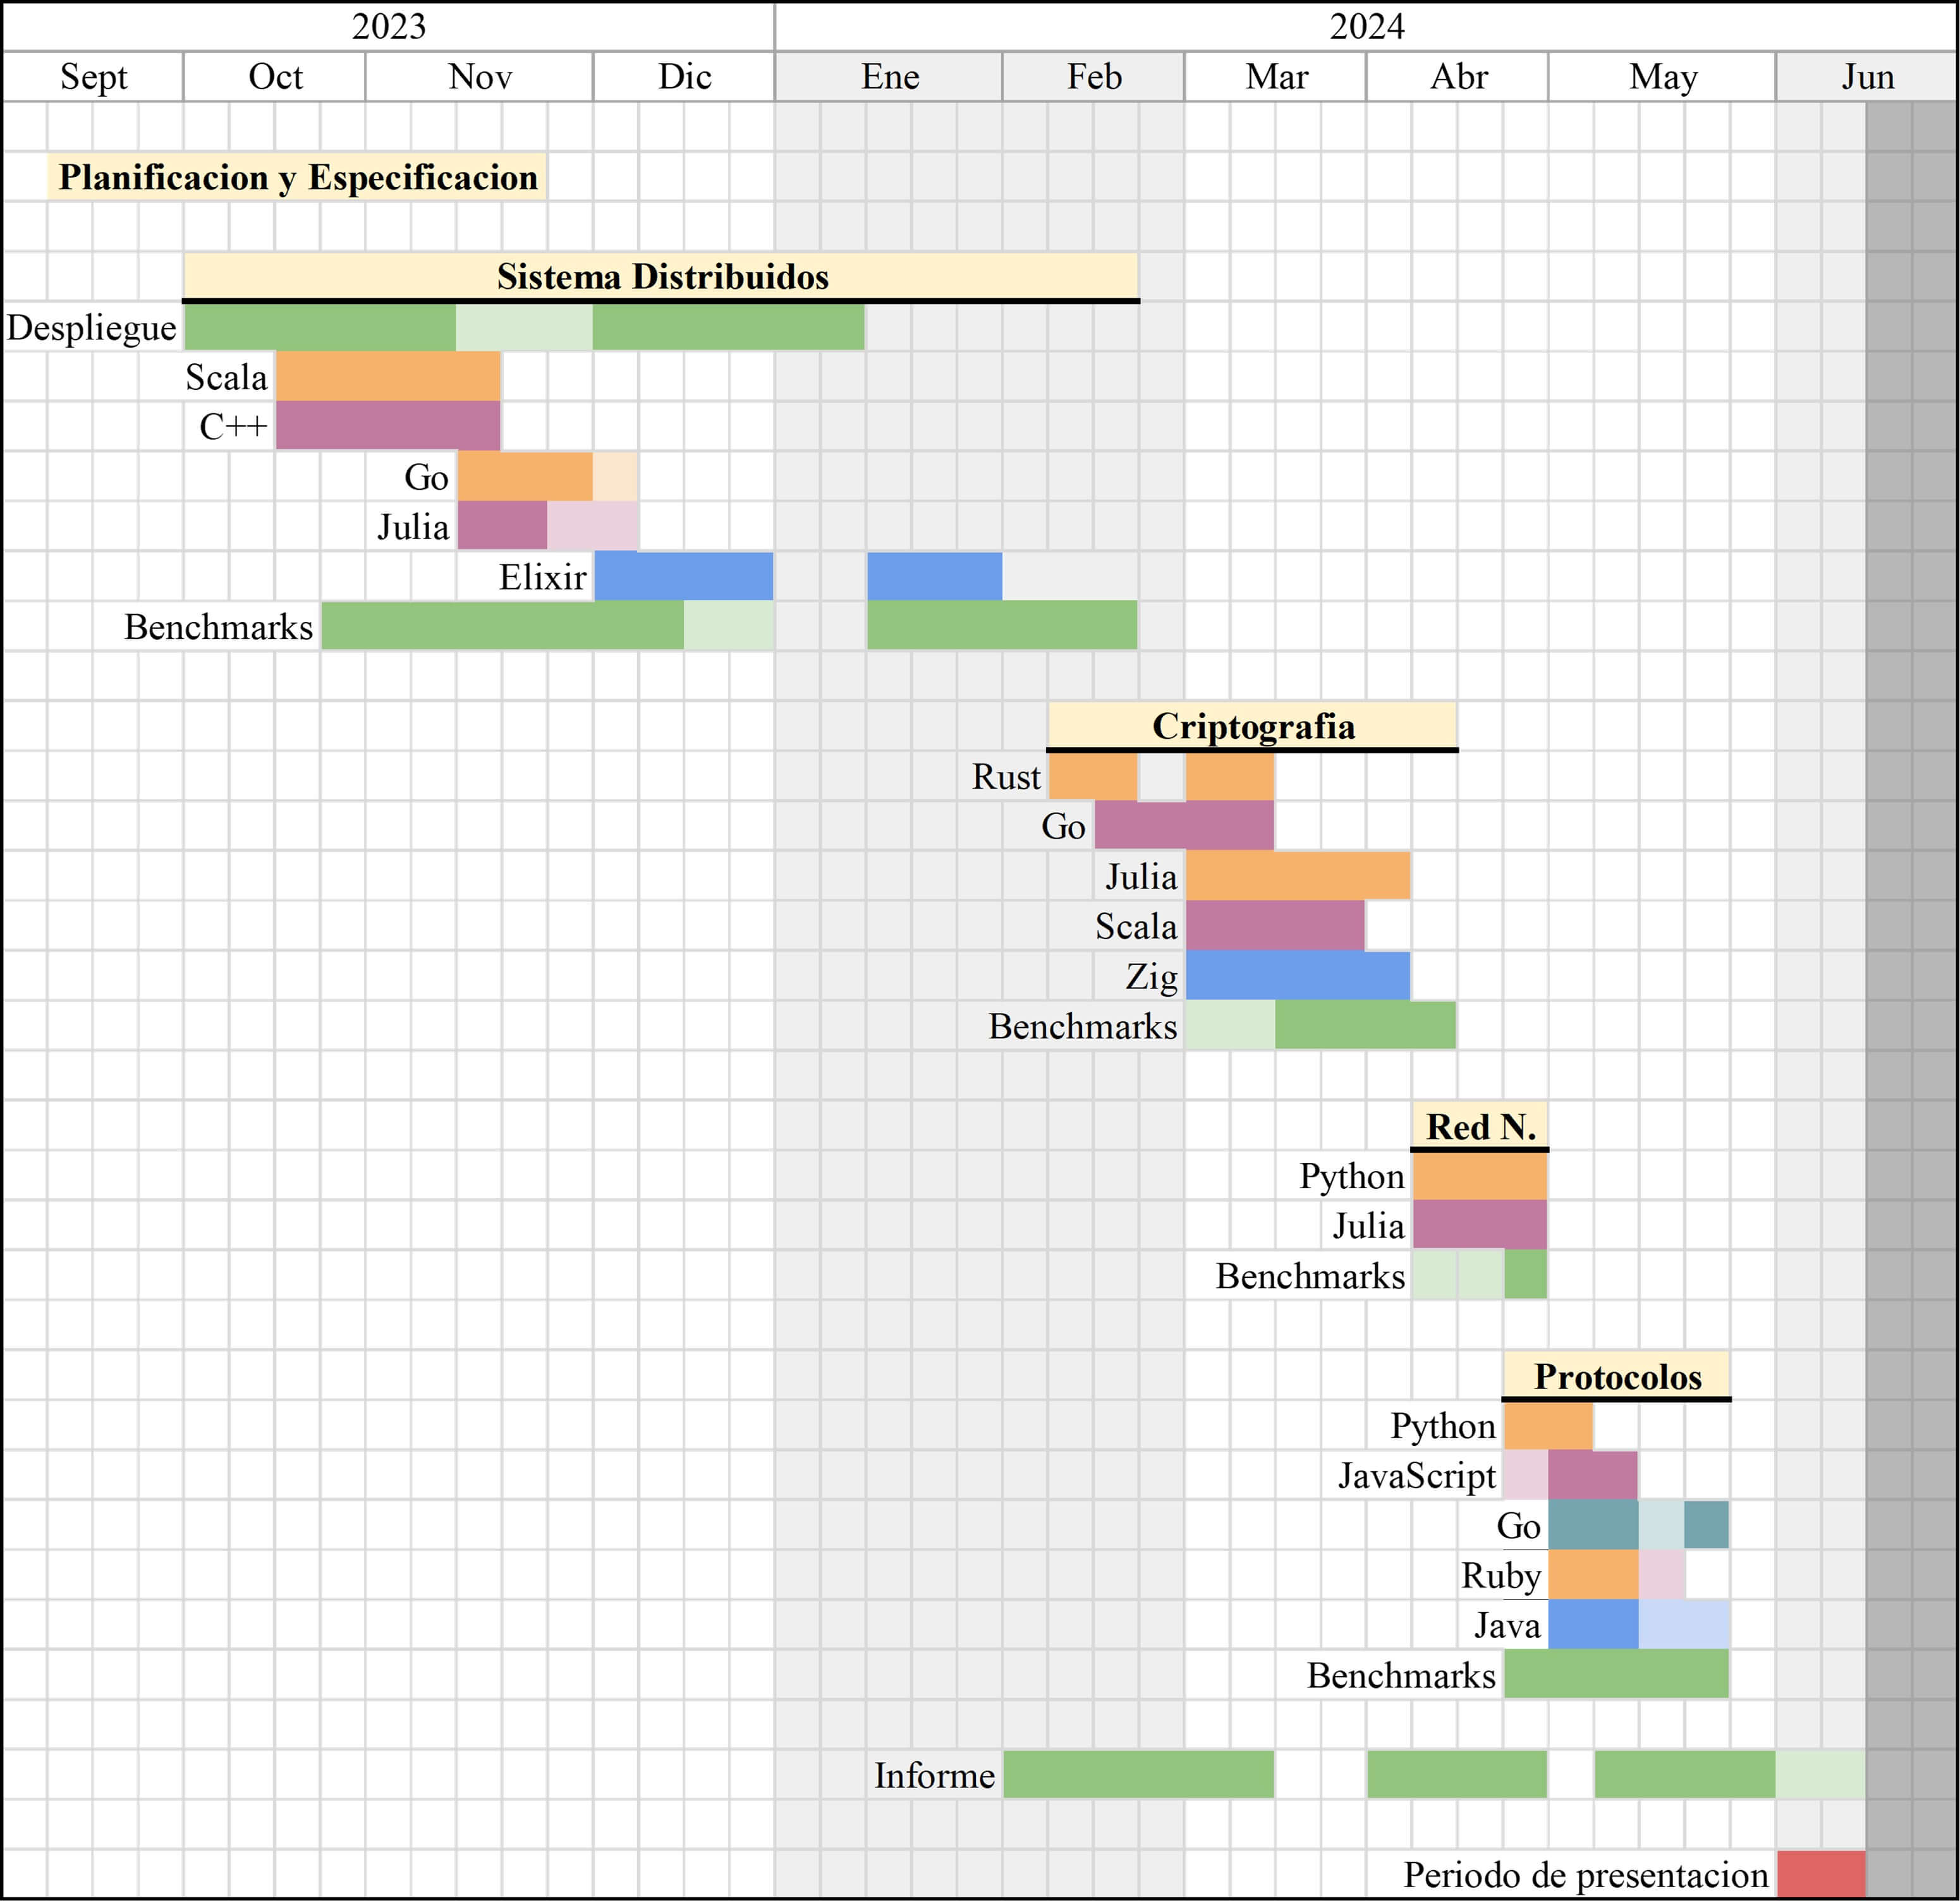 2023 2024
Sept Oct Nov Dic Ene Feb Mar Abr May Jun
Planificacion y Especificacion
Sistema Distribuidos
Despliegue
Scala
C++
Go
Julia
Elixir
Benchmarks
Criptografia
Rust
Go
Julia
Scala
Zig
Benchmarks
Red N.
Python
Julia
Benchmarks
Protocolos
Python
JavaScript
Go
Ruby
Java
Benchmarks
Informe
Periodo de presentacion